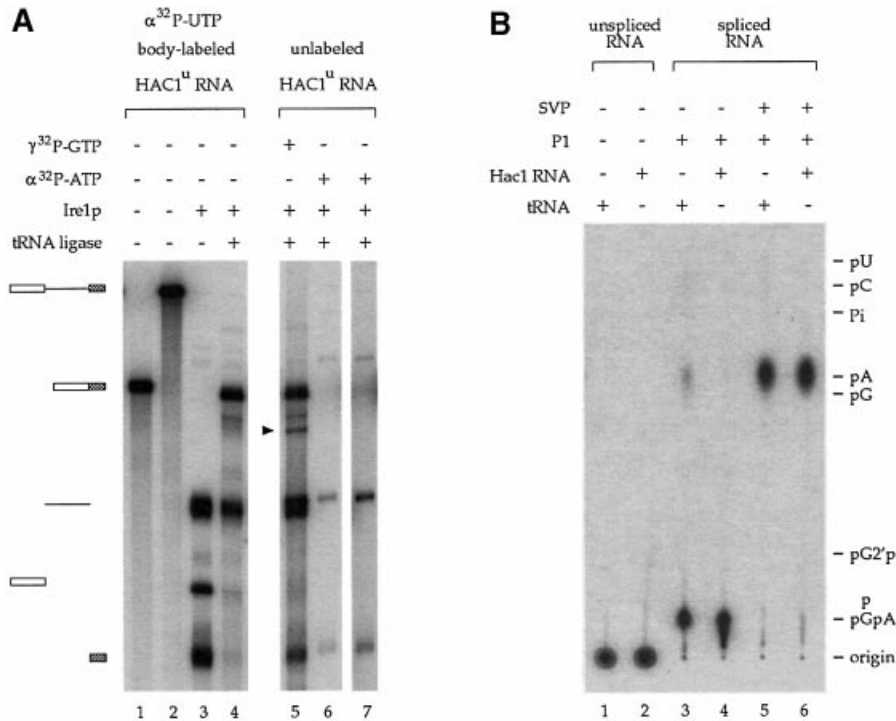 A
α³²P-UTP
body-labeled
HAC1ᵘ RNA
unlabeled
HAC1ᵘ RNA
γ³²P-GTP - - - - + - -
α³²P-ATP - - - - - + +
Ire1p - - + + + + +
tRNA ligase - - - + + + +
1 2 3 4 5 6 7
B
unspliced
RNA
spliced
RNA
SVP - - - - + +
P1 - - + + + +
Hac1 RNA - + - + - +
tRNA + - + - + -
pU
pC
Pi
pA
pG
pG2'p
p
pGpA
origin
1 2 3 4 5 6